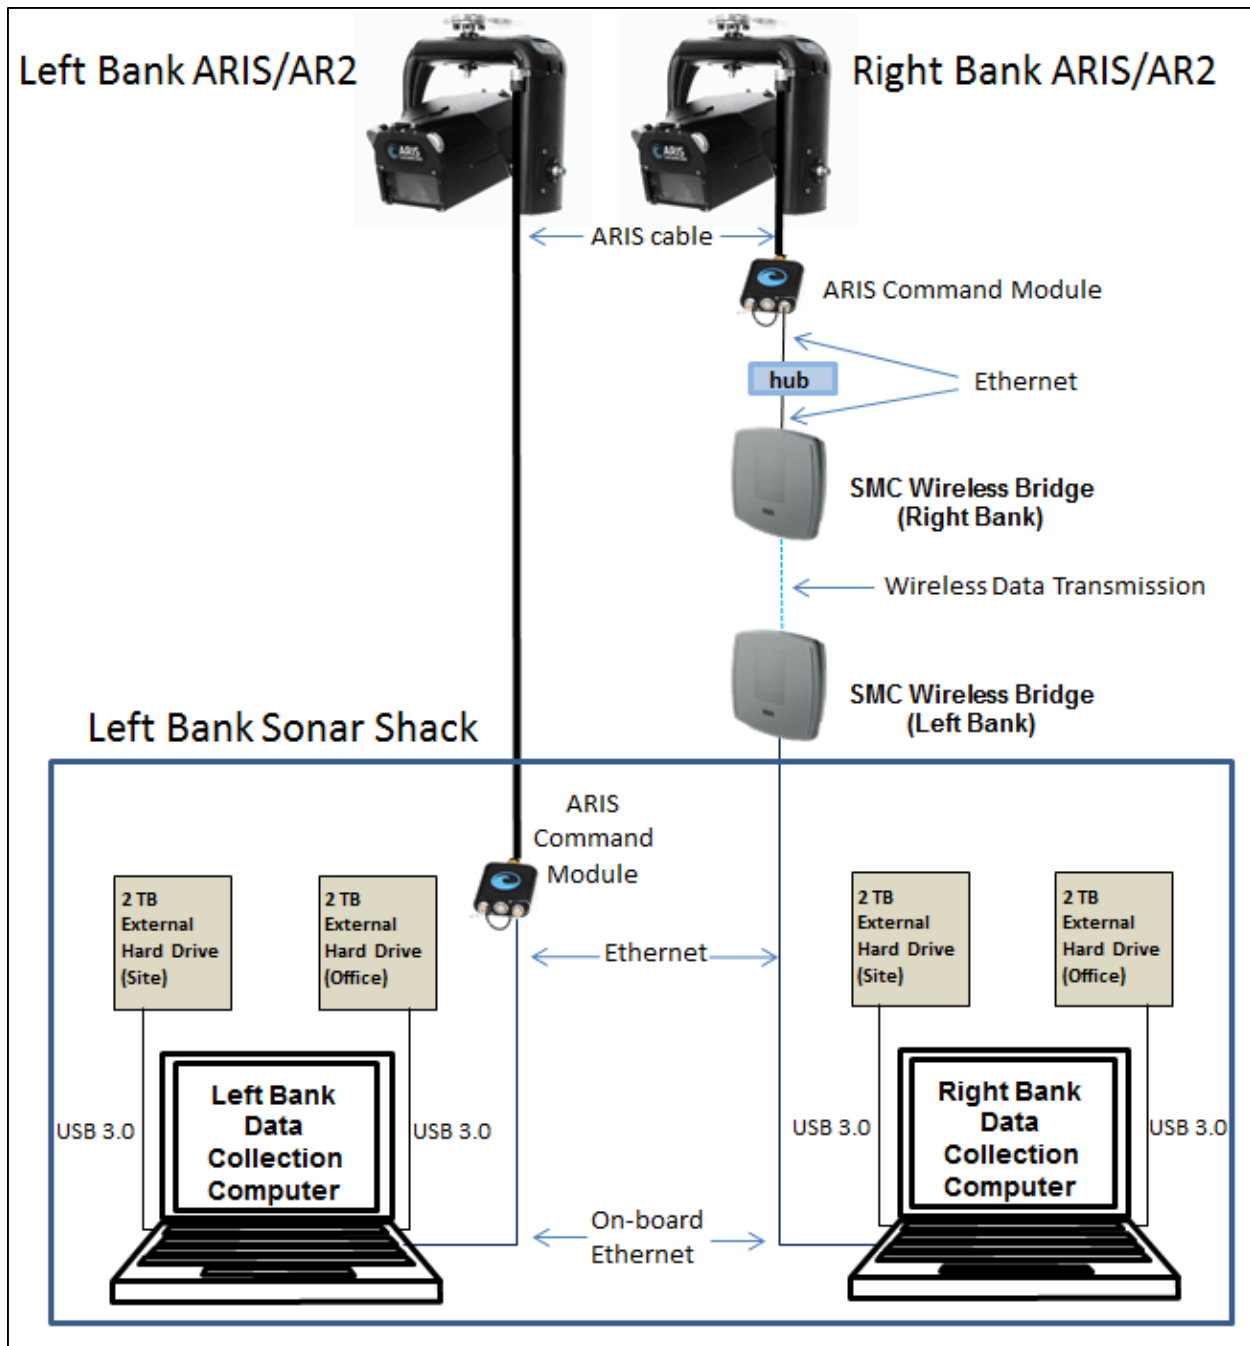 Left Bank ARIS/AR2
Right Bank ARIS/AR2
ARIS
ARIS
ARIS cable
ARIS Command Module
hub
Ethernet
SMC Wireless Bridge
(Right Bank)
Wireless Data Transmission
SMC Wireless Bridge
(Left Bank)
Left Bank Sonar Shack
ARIS
Command
Module
2 TB
External
Hard Drive
(Site)
2 TB
External
Hard Drive
(Office)
Ethernet
2 TB
External
Hard Drive
(Site)
2 TB
External
Hard Drive
(Office)
USB 3.0
Left Bank
Data
Collection
Computer
USB 3.0
USB 3.0
Right Bank
Data
Collection
Computer
USB 3.0
On-board
Ethernet